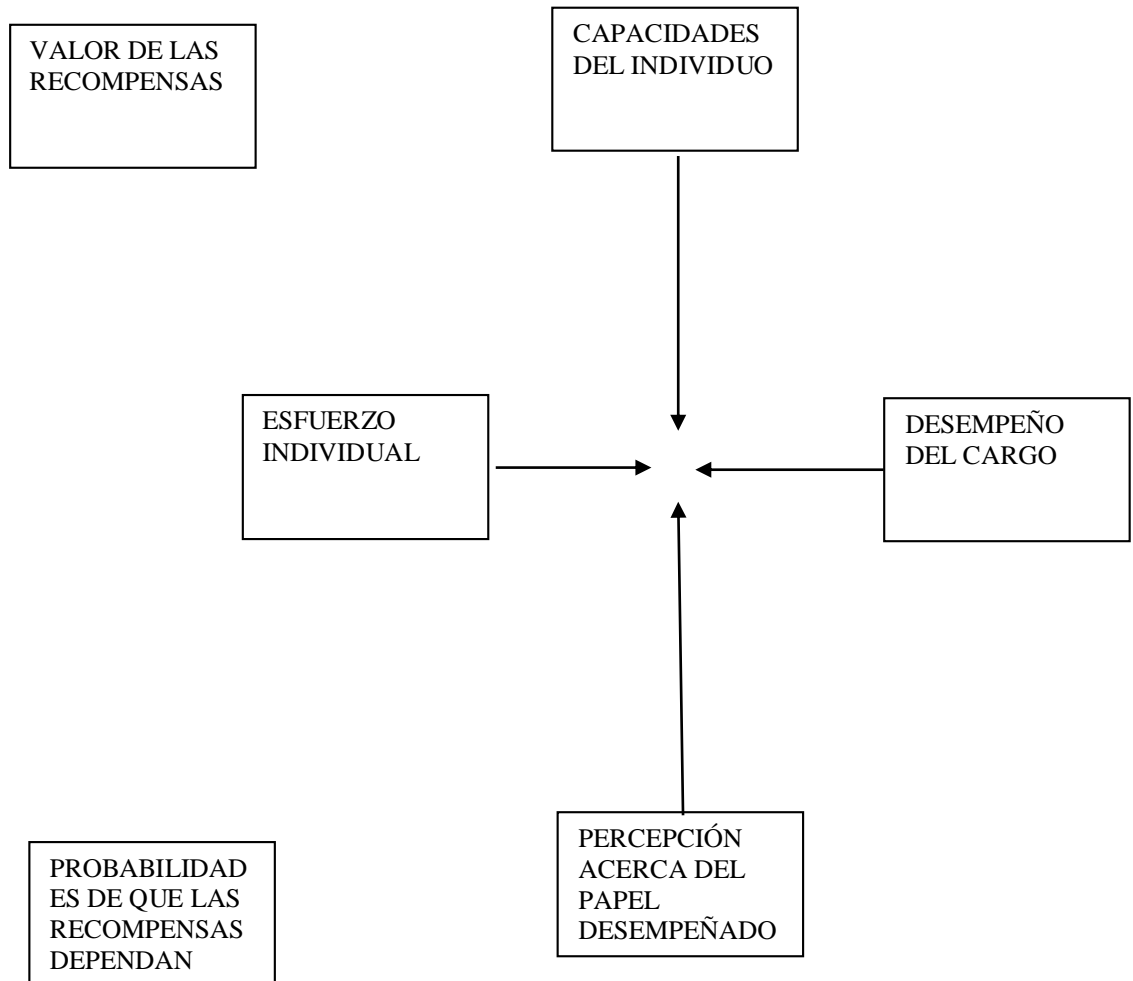 VALOR DE LAS
RECOMPENSAS
CAPACIDADES
DEL INDIVIDUO
ESFUERZO
INDIVIDUAL
DESEMPEÑO
DEL CARGO
PROBABILIDAD
ES DE QUE LAS
RECOMPENSAS
DEPENDAN
PERCEPCIÓN
ACERCA DEL
PAPEL
DESEMPEÑADO